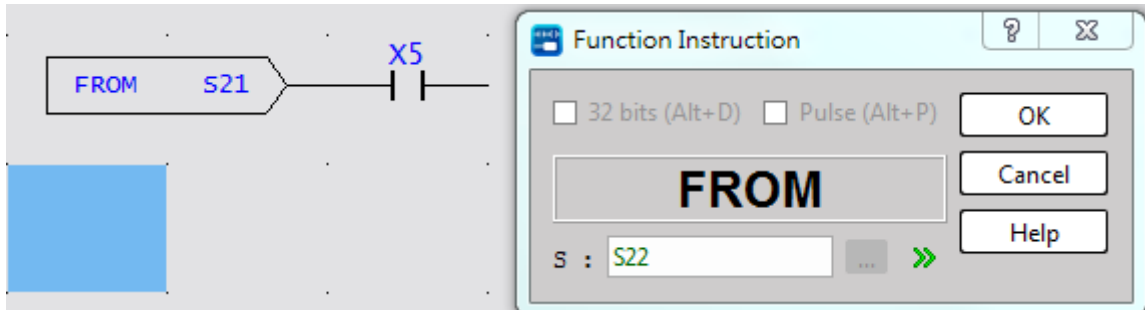 X5
FROM S21
Function Instruction
32 bits (Alt+D) Pulse (Alt+P)
OK
FROM
Cancel
S : S22
...
Help